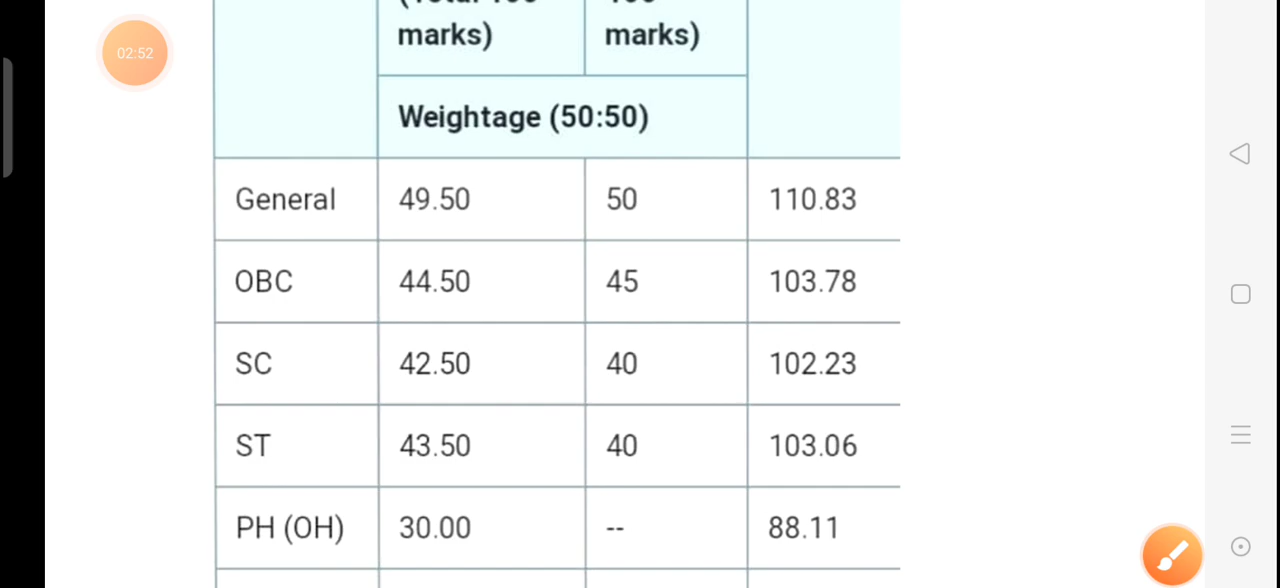 02:52
marks) marks)
Weightage (50:50)
General 49.50 50 110.83
OBC 44.50 45 103.78
SC 42.50 40 102.23
ST 43.50 40 103.06
PH (OH) 30.00 -- 88.11